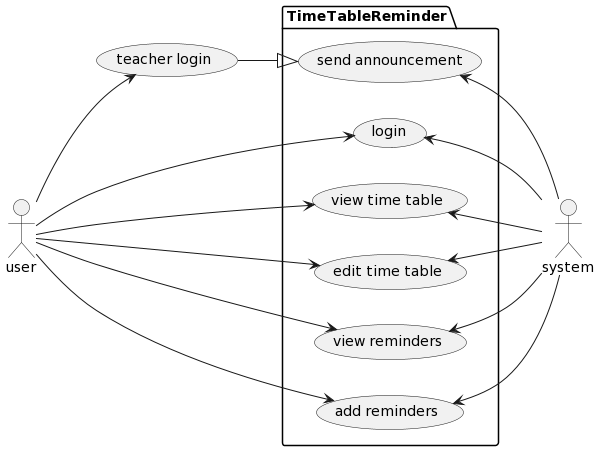 TimeTableReminder
teacher login
send announcement
login
view time table
user
system
edit time table
view reminders
add reminders